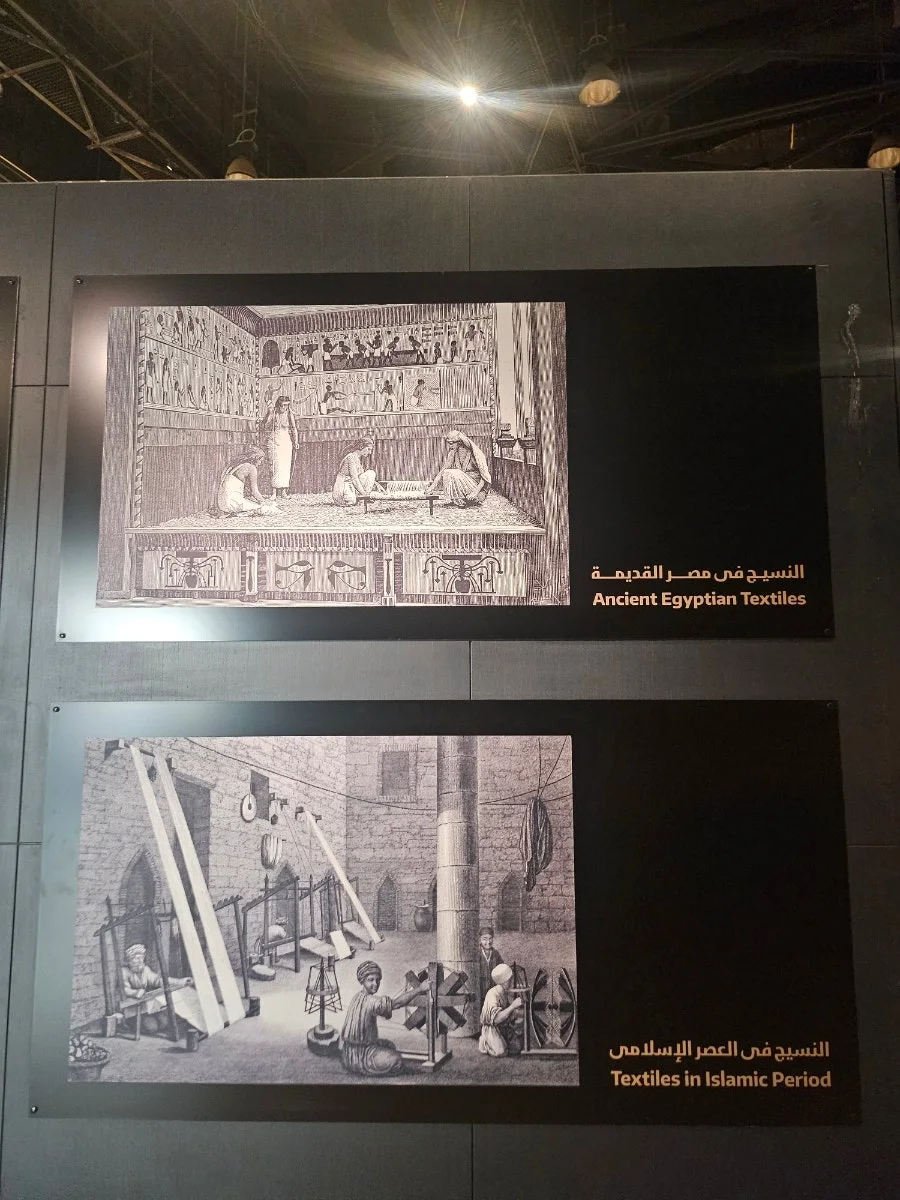 النسيج فى مصر القديمة
Ancient Egyptian Textiles
النسيج فى العصر الإسلامى
Textiles in Islamic Period